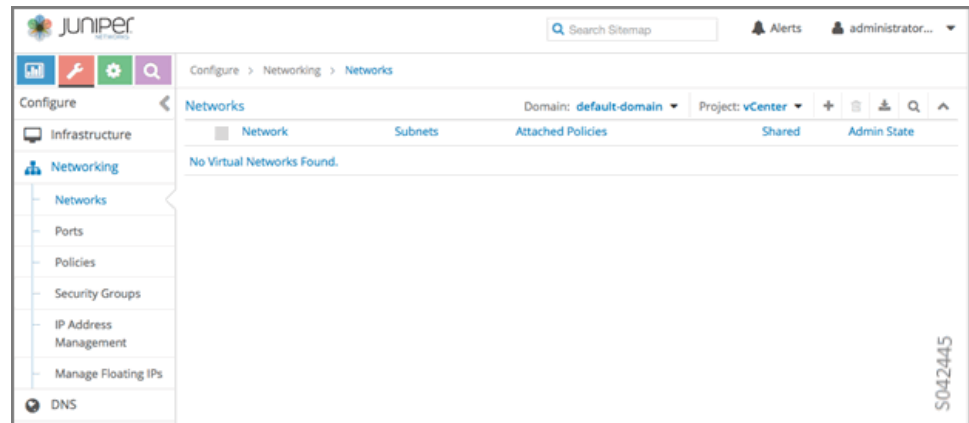 JUNIPER
NETWORKS
Search Sitemap
Alerts
administrator...
Configure > Networking > Networks
Configure
Networks
Domain: default-domain
Project: vCenter
Infrastructure
Network Subnets Attached Policies Shared Admin State
Networking
No Virtual Networks Found.
Networks
Ports
Policies
Security Groups
IP Address
Management
Manage Floating IPs
DNS
S042445